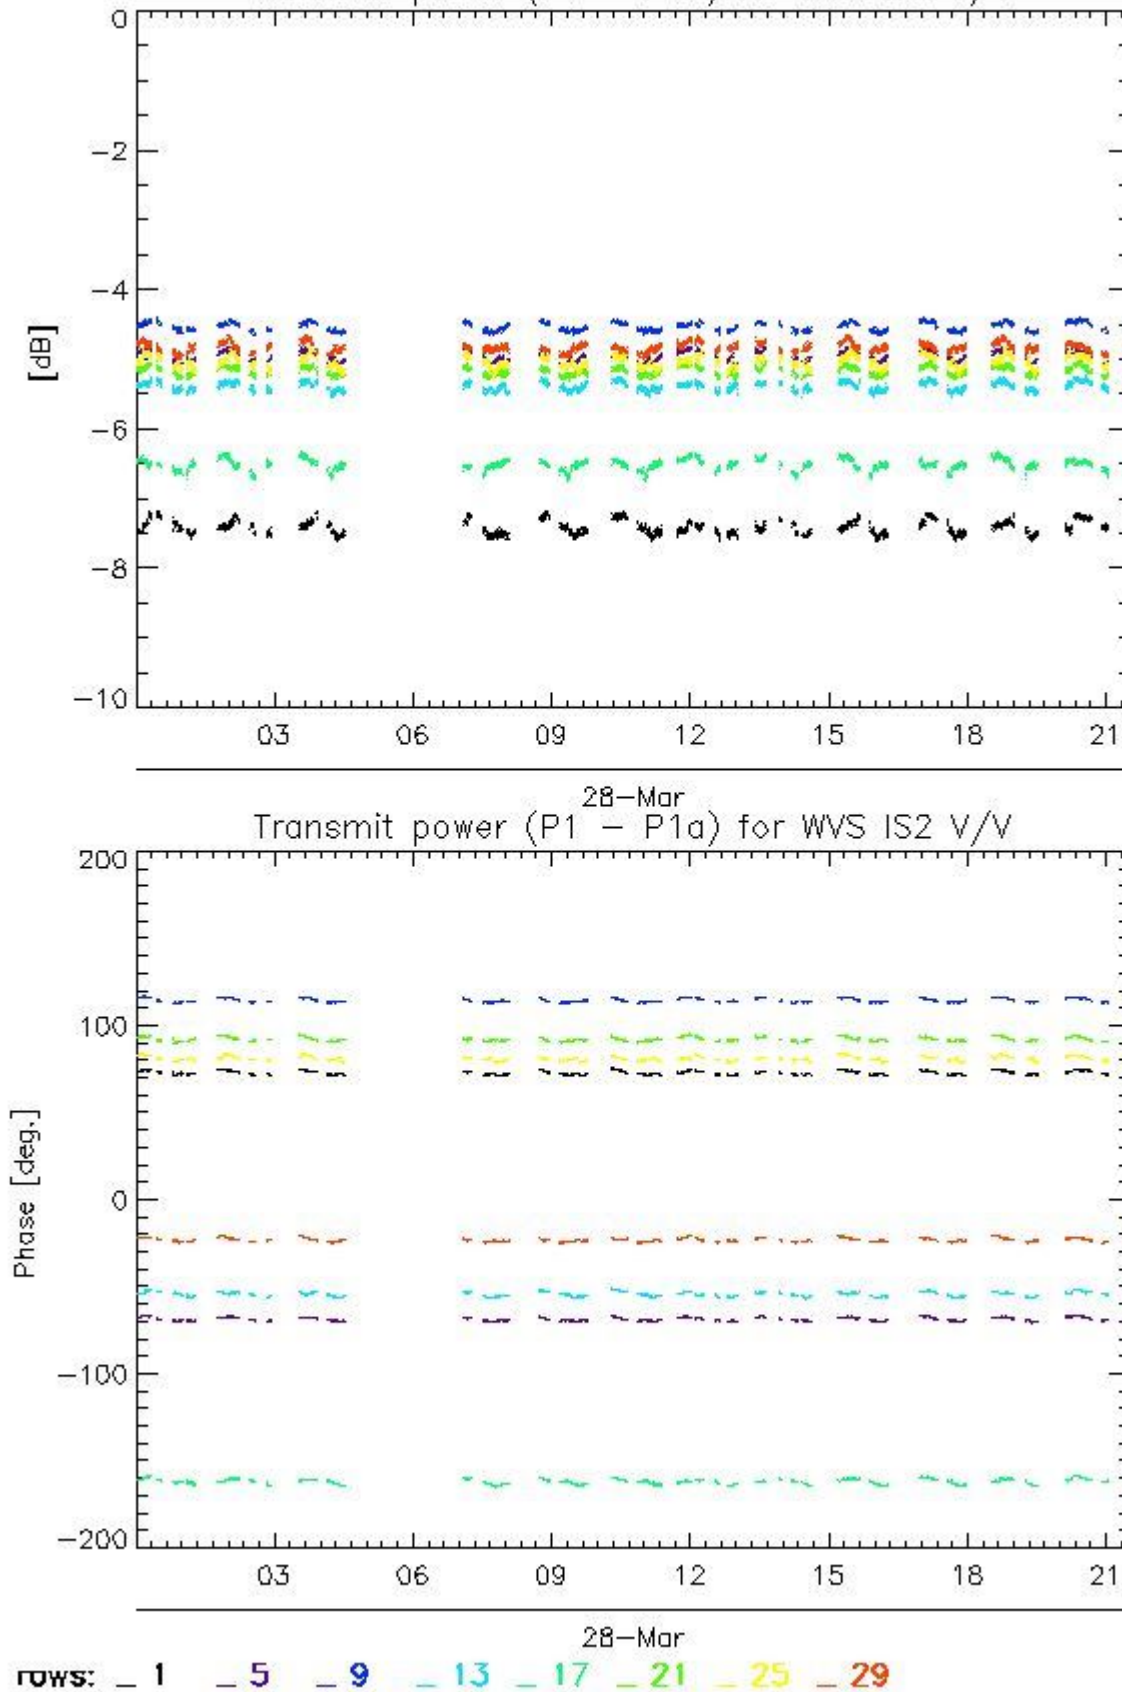 0
-2
-4
[dB]
-6
-8
-10
03 06 09 12 15 18 21
28-Mar
Transmit power (P1 - P1a) for WVS IS2 V/V
200
100
0
Phase [deg.]
-100
-200
03 06 09 12 15 18 21
28-Mar
rows: _ 1 _ 5 _ 9 _ 13 _ 17 _ 21 _ 25 _ 29